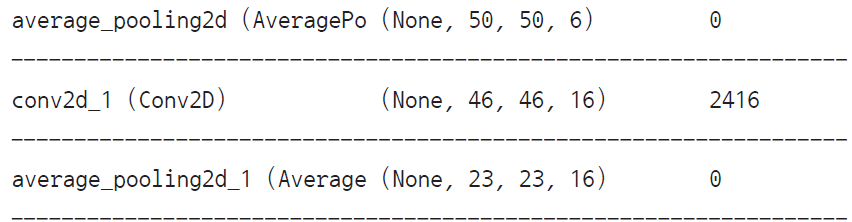 average_pooling2d (AveragePo (None, 50, 50, 6) 0
_________________________________________________________________
conv2d_1 (Conv2D) (None, 46, 46, 16) 2416
_________________________________________________________________
average_pooling2d_1 (Average (None, 23, 23, 16) 0
_________________________________________________________________